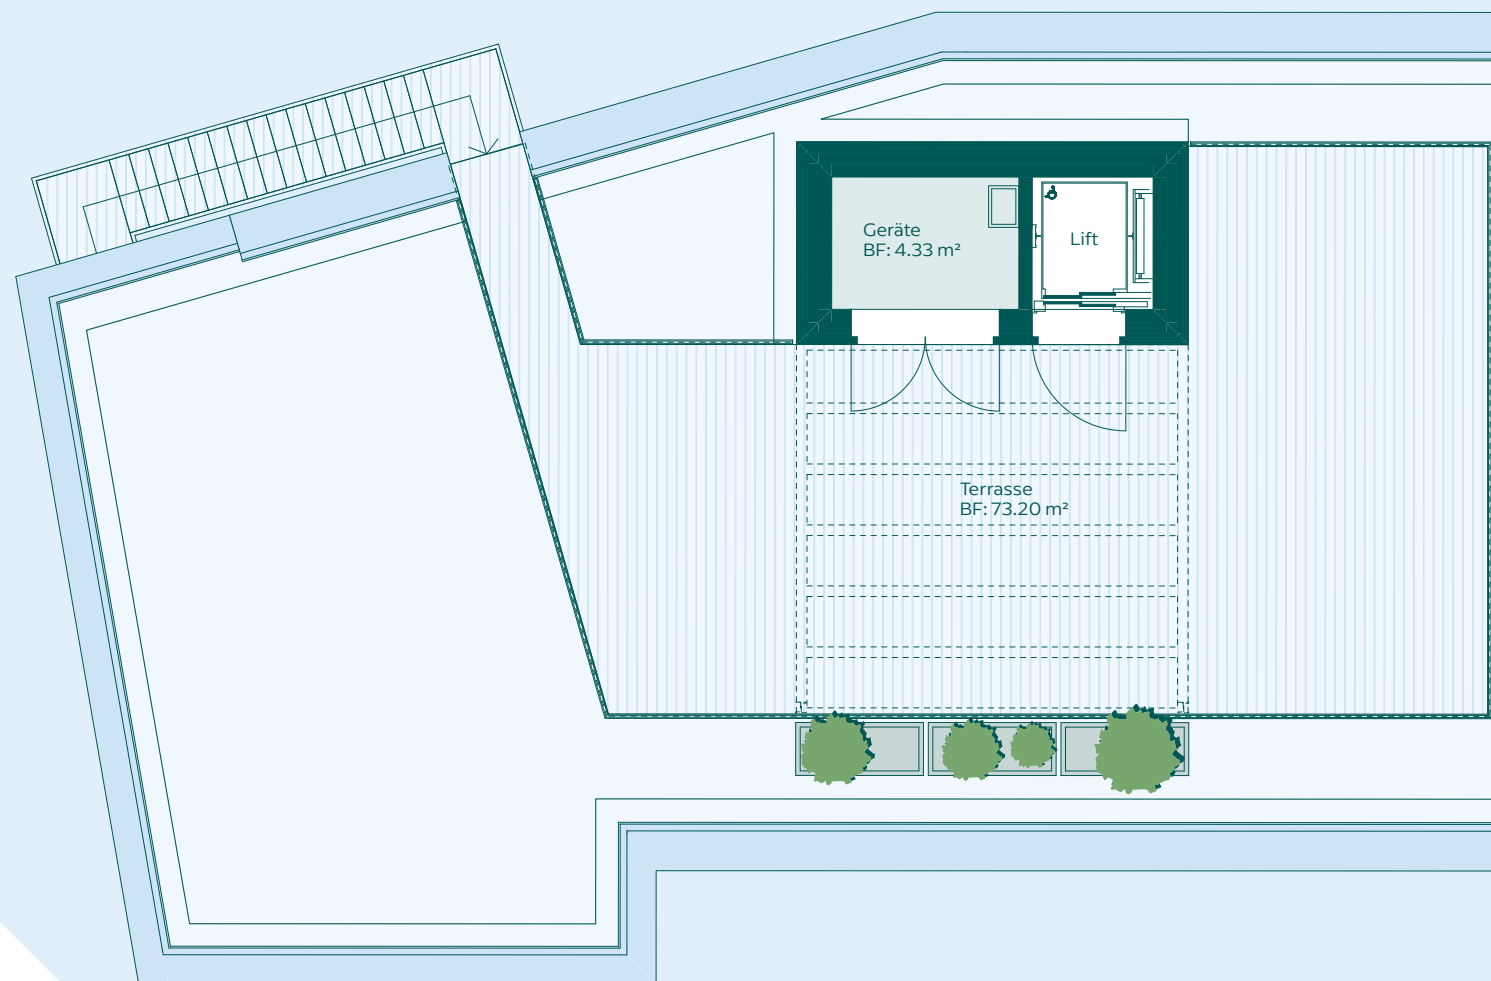 Geräte
BF: 4.33 m²
Lift
Terrasse
BF: 73.20 m²